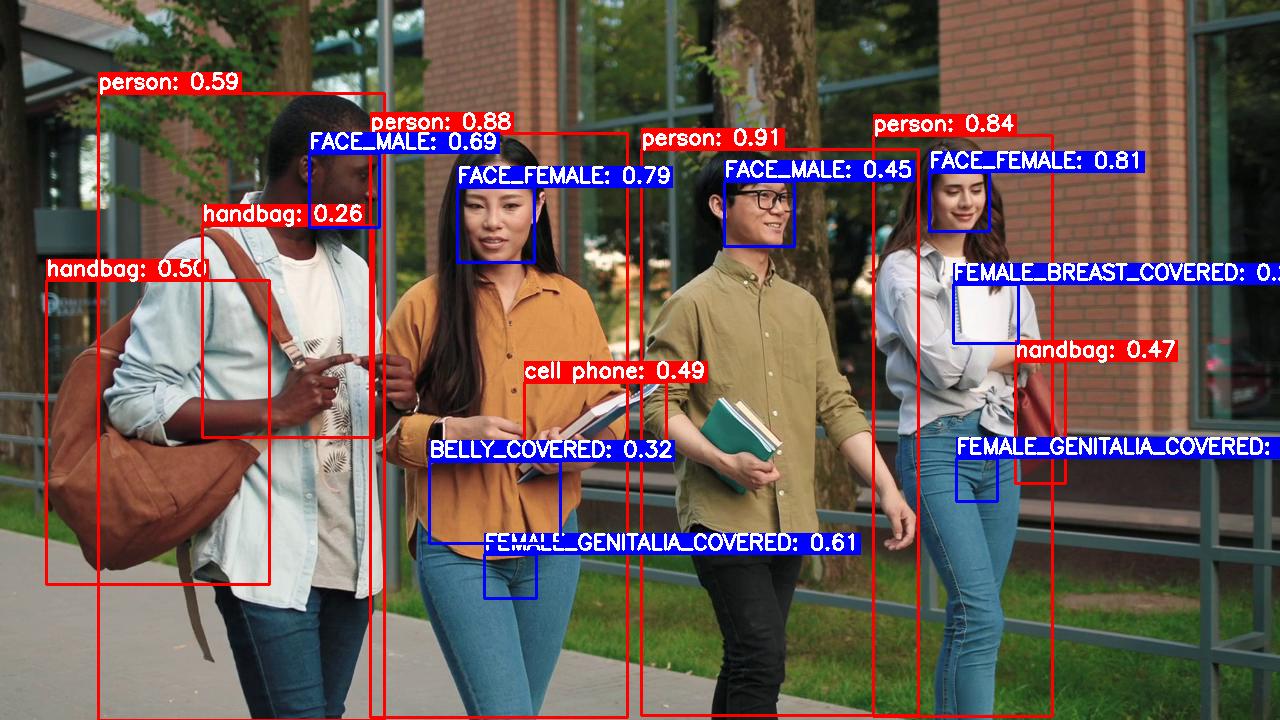 person: 0.59
person: 0.88
person: 0.84
person: 0.91
FACE_MALE: 0.69
FACE_FEMALE: 0.81
FACE_MALE: 0.45
FACE_FEMALE: 0.79
handbag: 0.26
handbag: 0.50
FEMALE_BREAST_COVERED: 0.
handbag: 0.47
cell phone: 0.49
BELLY_COVERED: 0.32
FEMALE_GENITALIA_COVERED:
FEMALE_GENITALIA_COVERED: 0.61